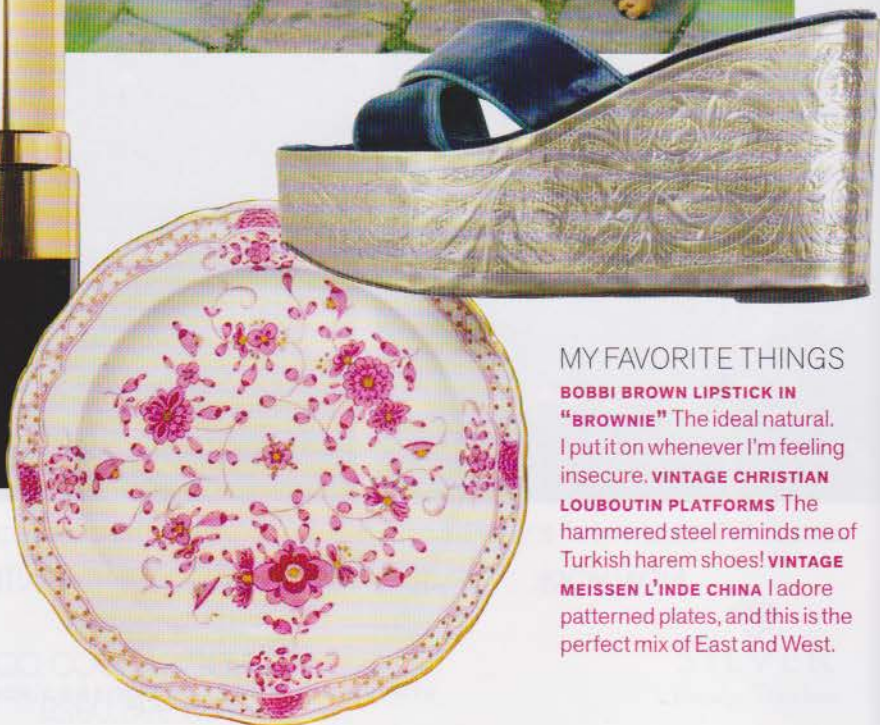 MY FAVORITE THINGS
BOBBI BROWN LIPSTICK IN
"BROWNIE" The ideal natural.
I put it on whenever I'm feeling
insecure. VINTAGE CHRISTIAN
LOUBOUTIN PLATFORMS The
hammered steel reminds me of
Turkish harem shoes! VINTAGE
MEISSEN L'INDE CHINA I adore
patterned plates, and this is the
perfect mix of East and West.